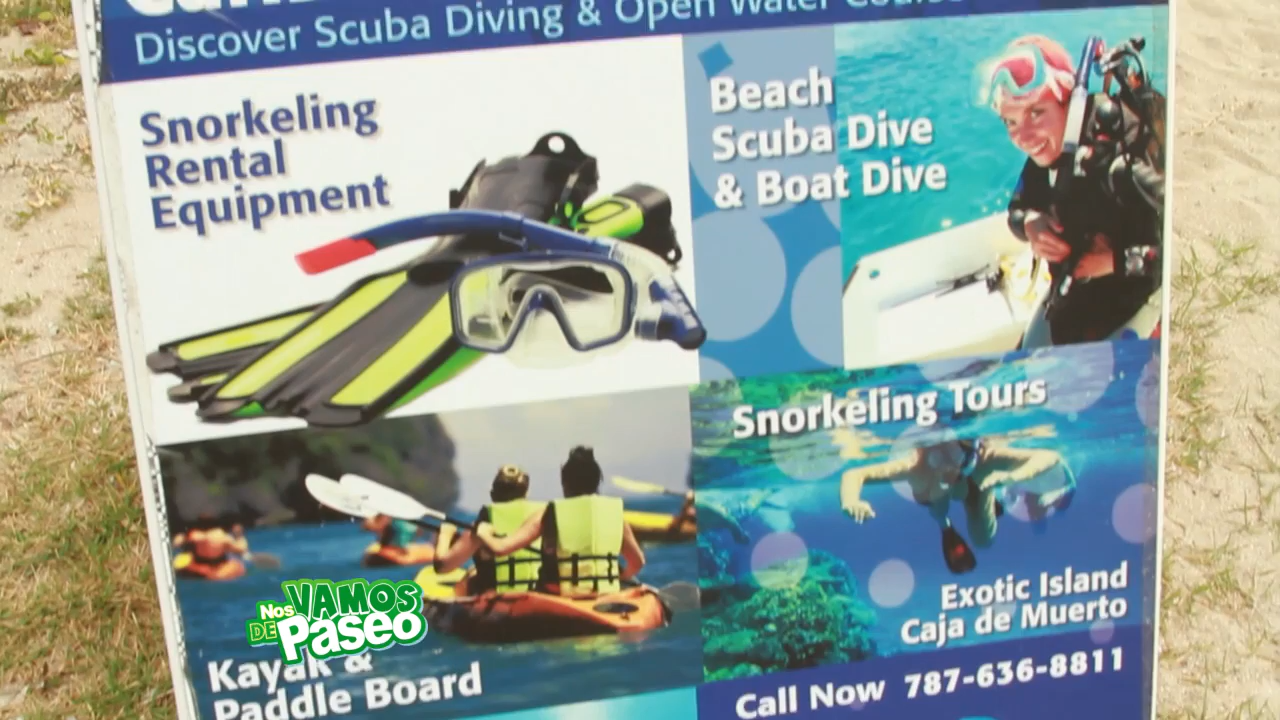 Discover Scuba Diving & Open Water
Snorkeling
Rental
Equipment
Beach
Scuba Dive
& Boat Dive
Snorkeling Tours
Exotic Island
Caja de Muerto
Nos
VAMOS
DE
Paseo
Kayak &
Paddle Board
Call Now 787-636-8811